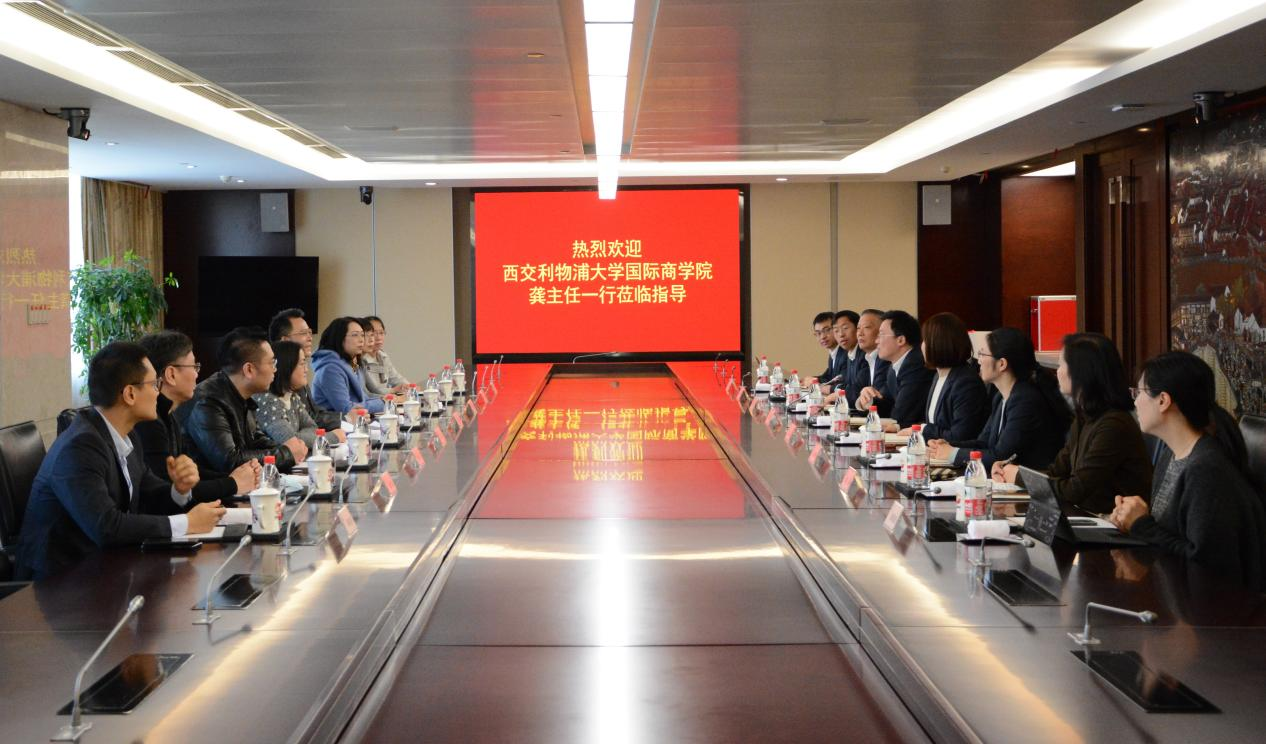 热烈欢迎
西交利物浦大学国际商学院
龚主任一行莅临指导